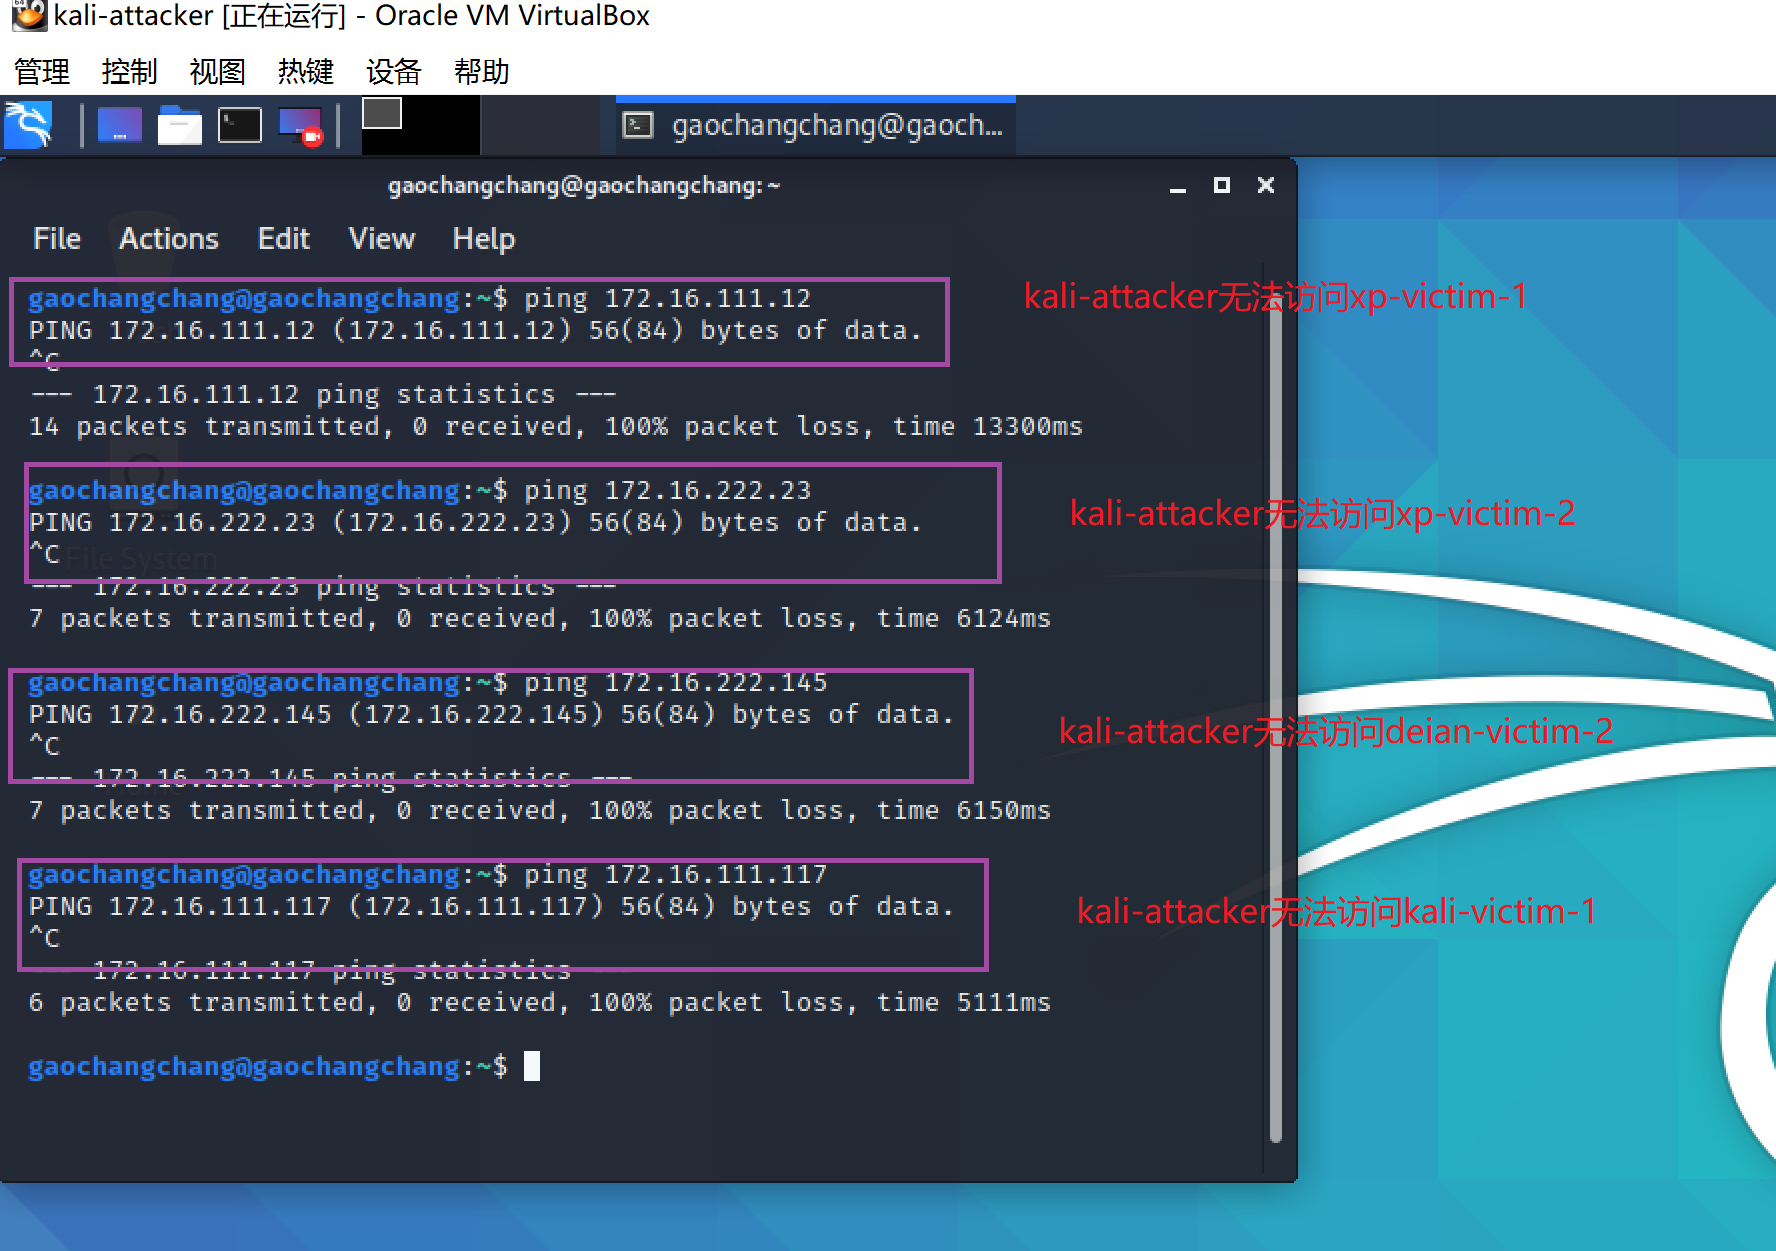 kali-attacker [正在运行] - Oracle VM VirtualBox
管理 控制 视图 热键 设备 帮助
gaochangchang@gaoch...
gaochangchang@gaochangchang:~
File Actions Edit View Help
gaochangchang@gaochangchang:~$ ping 172.16.111.12
kali-attacker无法访问xp-victim-1
PING 172.16.111.12 (172.16.111.12) 56(84) bytes of data.
^C
--- 172.16.111.12 ping statistics ---
14 packets transmitted, 0 received, 100% packet loss, time 13300ms
gaochangchang@gaochangchang:~$ ping 172.16.222.23
kali-attacker无法访问xp-victim-2
PING 172.16.222.23 (172.16.222.23) 56(84) bytes of data.
^C
File System
--- 172.16.222.23 ping statistics ---
7 packets transmitted, 0 received, 100% packet loss, time 6124ms
gaochangchang@gaochangchang:~$ ping 172.16.222.145
PING 172.16.222.145 (172.16.222.145) 56(84) bytes of data.
kali-attacker无法访问deian-victim-2
^C
--- 172.16.222.145 ping statistics ---
7 packets transmitted, 0 received, 100% packet loss, time 6150ms
gaochangchang@gaochangchang:~$ ping 172.16.111.117
PING 172.16.111.117 (172.16.111.117) 56(84) bytes of data.
kali-attacker无法访问kali-victim-1
^C
--- 172.16.111.117 ping statistics ---
6 packets transmitted, 0 received, 100% packet loss, time 5111ms
gaochangchang@gaochangchang:~$